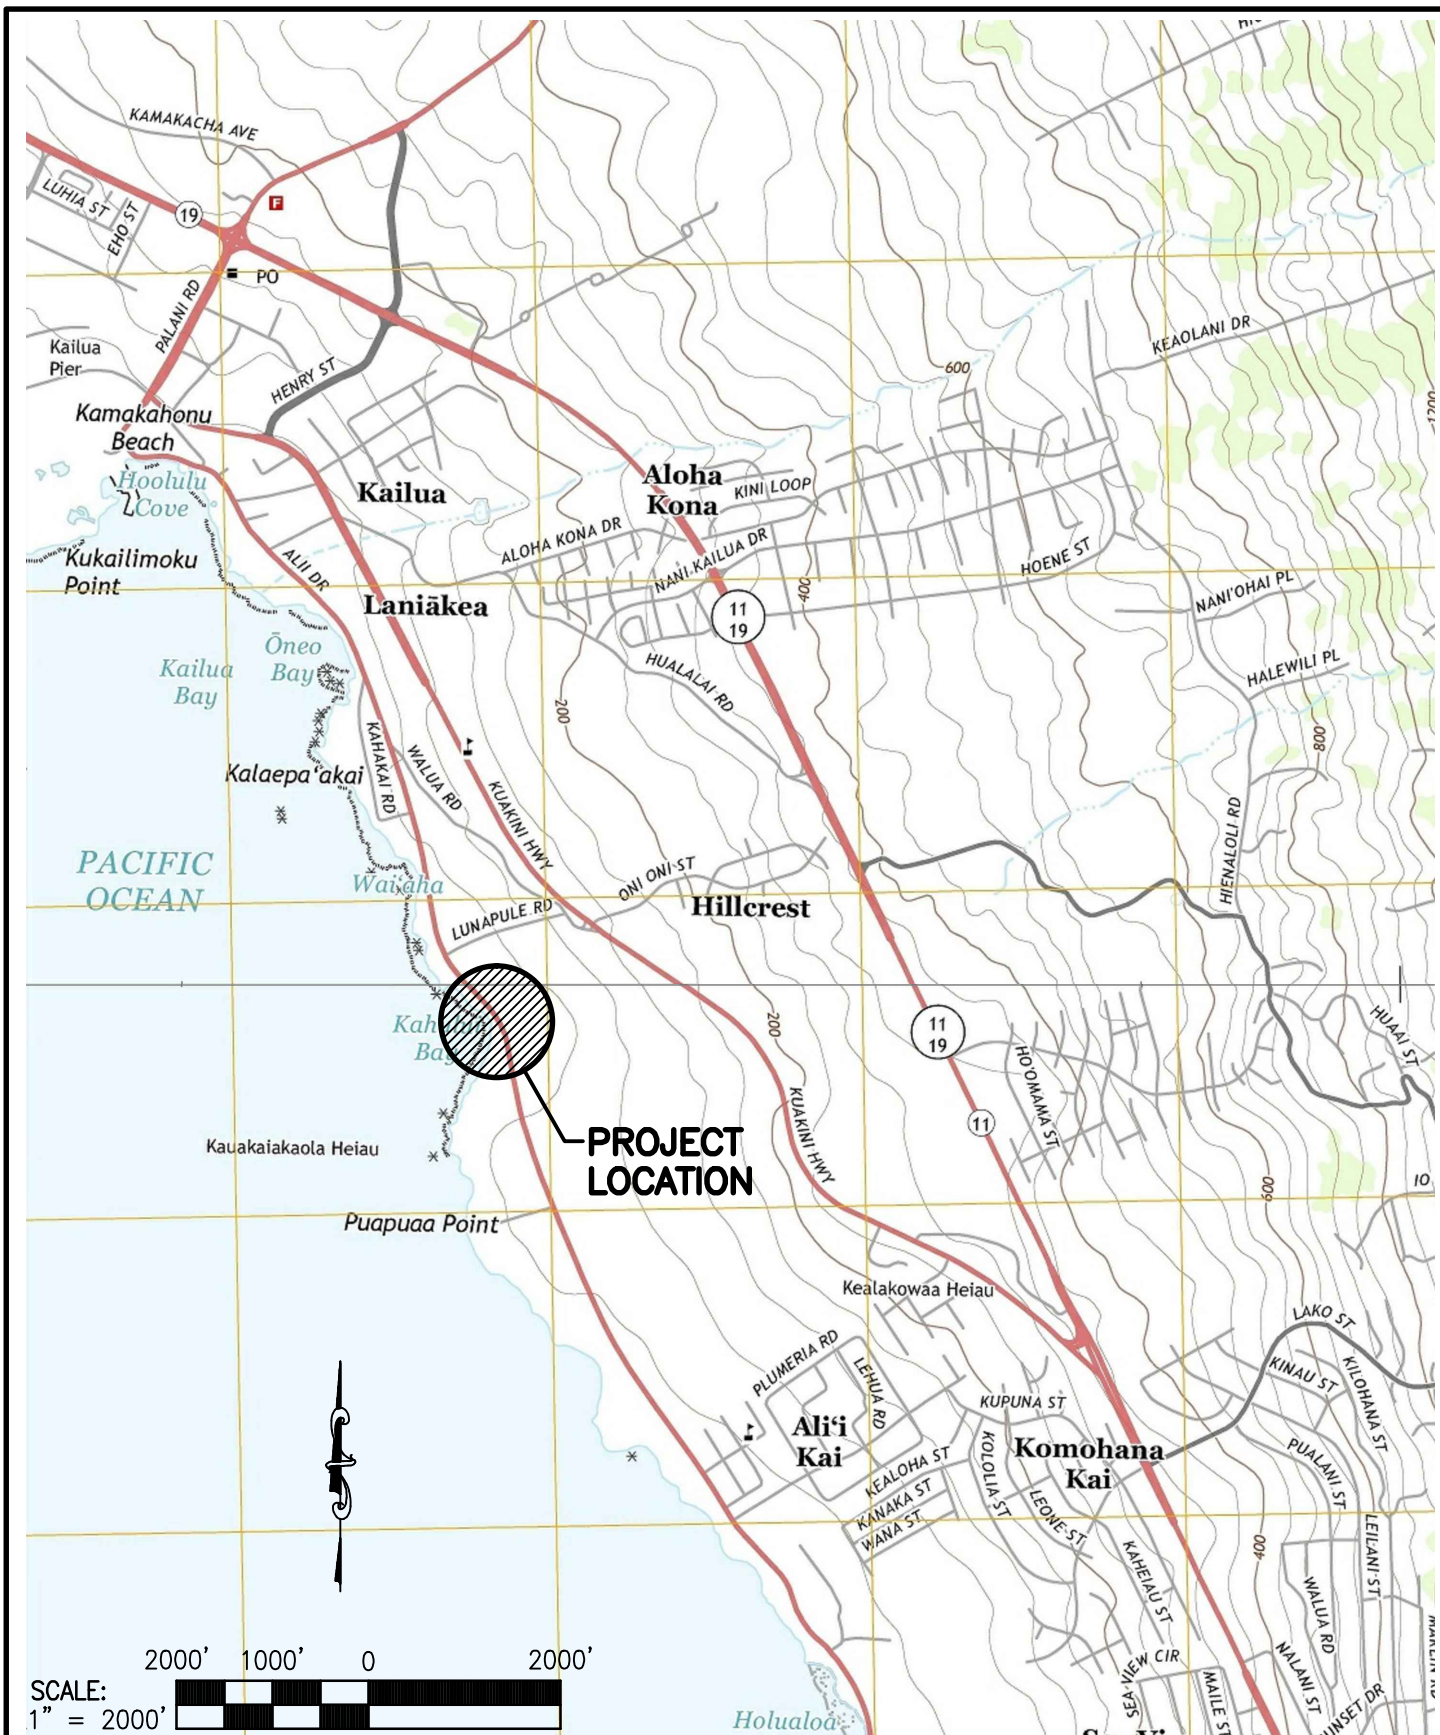 KAMAKACHA AVE
LUHIA ST
EHO ST
19
F
PO
PALANI RD
Kailua
Pier
HENRY ST
Kamakahonu
Beach
Hoolulu
Cove
Kailua
Aloha
Kona
KINI LOOP
600
KEAOLANI DR
1200
Kukailimoku
Point
ALII DR
ALOHA KONA DR
NANI KAILUA DR
HOENE ST
400
NANI'OHAI PL
Laniākea
11
19
Ōneo
Bay
Kailua
Bay
HUALALAI RD
HALEWILI PL
200
800
KAHAKAI RD
WALUA RD
KUAKINI HWY
Kalaepa‘akai
HIENALOLI RD
PACIFIC
OCEAN
Wai‘aha
LUNAPULE RD
ONI ONI ST
Hillcrest
Bay
200
11
19
HO'OMAMA ST
HUAAI ST
KUAKINI HWY
11
PROJECT
LOCATION
Kauakaiakaola Heiau
600
Puapuaa Point
Kealakowaa Heiau
LAKO ST
PLUMERIA RD
LEHUA RD
KINAU ST
KILOHANA ST
KUPUNA ST
Ali‘i
Kai
KOLOLIA ST
Komohana
Kai
PUALANI ST
KEALOHA ST
KANAKA ST
WANA ST
LEONE ST
KAHEIAU ST
400
LEILANI ST
WALUA RD
NALANI ST
SEA VIEW CIR
MAILE ST
2000' 1000' 0 2000'
SCALE:
1" = 2000'
Holualoa